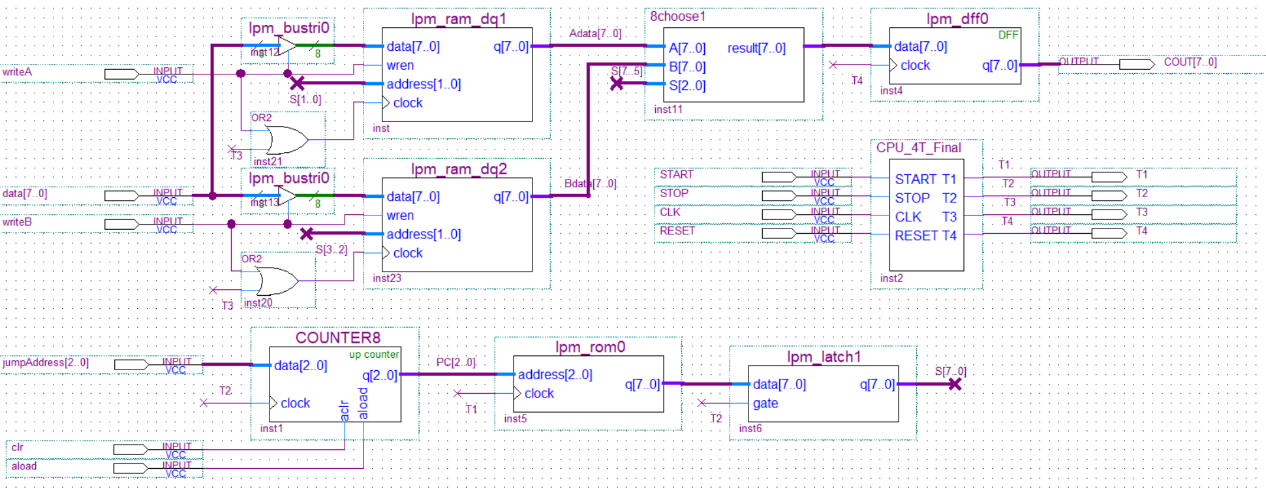 lpm_bustri0
inst12
8
lpm_ram_dq1
data[7..0]
wren
address[1..0]
clock
q[7..0]
inst
Adata[7..0]
8choose1
A[7..0]
B[7..0]
S[2..0]
result[7..0]
inst11
S[7..5]
lpm_dff0
DFF
data[7..0]
clock
q[7..0]
inst4
T4
OUTPUT
COUT[7..0]
writeA
INPUT
VCC
S[1..0]
OR2
T3
inst21
lpm_bustri0
inst13
8
lpm_ram_dq2
data[7..0]
wren
address[1..0]
clock
q[7..0]
inst23
Bdata[7..0]
data[7..0]
INPUT
VCC
writeB
INPUT
VCC
S[3..2]
OR2
T3
inst20
CPU_4T_Final
START T1
STOP T2
CLK T3
RESET T4
inst2
START
INPUT
VCC
STOP
INPUT
VCC
CLK
INPUT
VCC
RESET
INPUT
VCC
T1
OUTPUT
T1
T2
OUTPUT
T2
T3
OUTPUT
T3
T4
OUTPUT
T4
COUNTER8
up counter
data[2..0]
q[2..0]
clock
aclr
aload
inst1
jumpAddress[2..0]
INPUT
VCC
T2
clr
INPUT
VCC
aload
INPUT
VCC
PC[2..0]
lpm_rom0
address[2..0]
clock
q[7..0]
inst5
T1
lpm_latch1
data[7..0]
gate
q[7..0]
inst6
T2
S[7..0]